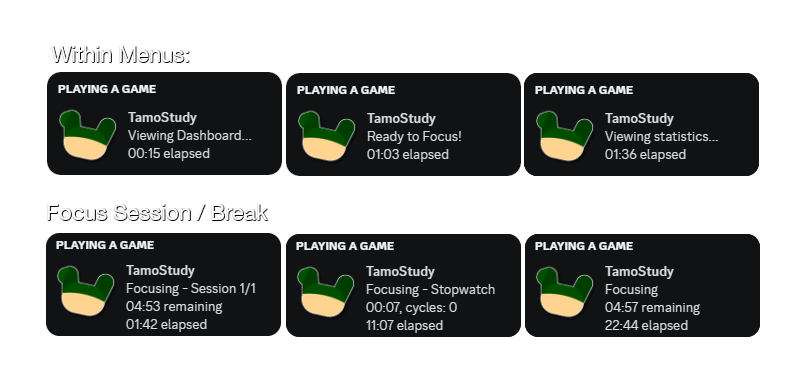 Within Menus:
PLAYING A GAME
TamoStudy
Viewing Dashboard...
00:15 elapsed
PLAYING A GAME
TamoStudy
Ready to Focus!
01:03 elapsed
PLAYING A GAME
TamoStudy
Viewing statistics...
01:36 elapsed
Focus Session / Break
PLAYING A GAME
TamoStudy
Focusing - Session 1/1
04:53 remaining
01:42 elapsed
PLAYING A GAME
TamoStudy
Focusing - Stopwatch
00:07, cycles: 0
11:07 elapsed
PLAYING A GAME
TamoStudy
Focusing
04:57 remaining
22:44 elapsed